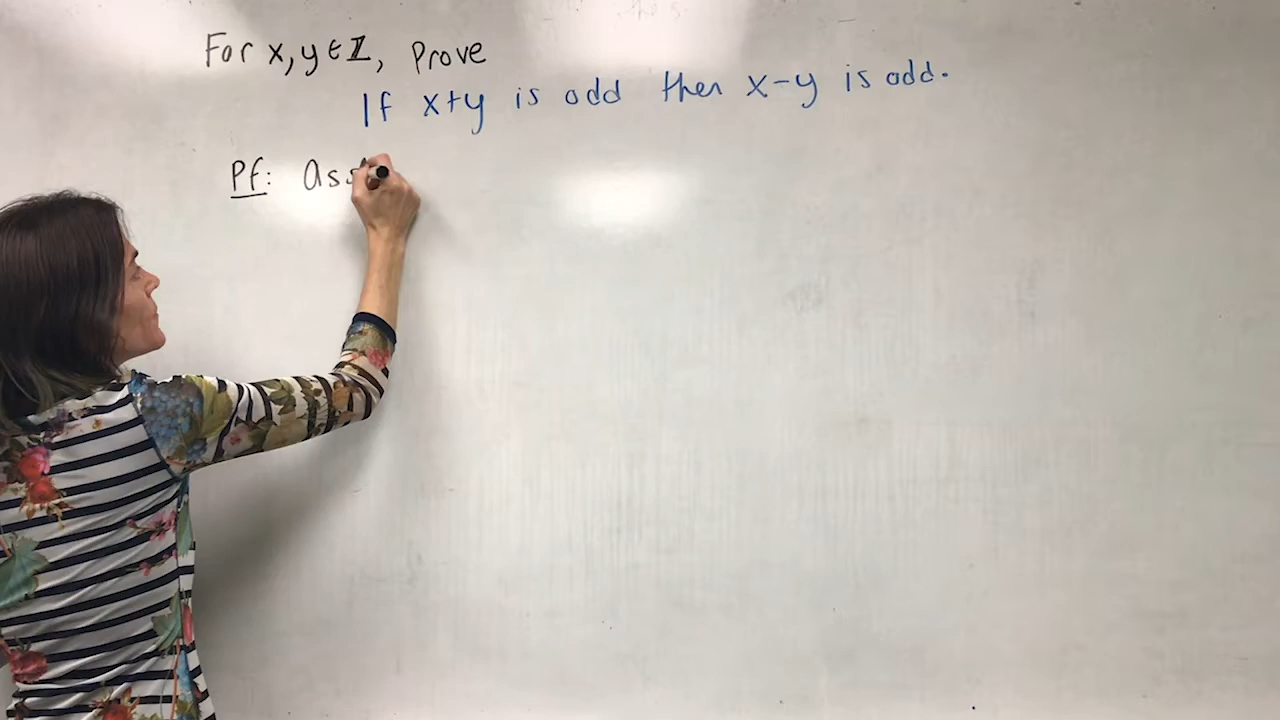 For x, y ∈ ℤ, Prove
If x+y is odd then x-y is odd.
Pf: Ass